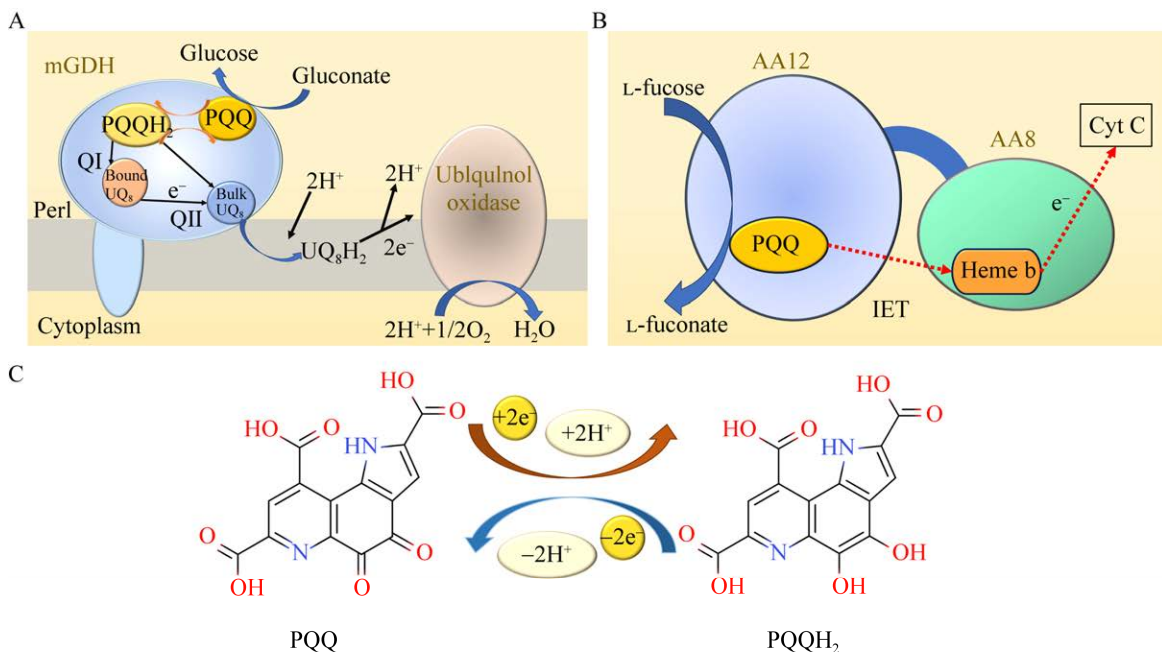 A
mGDH
Glucose
Gluconate
PQQH2
PQQ
QI
Bound
UQ8
e−
QII
Bulk
UQ8
Perl
2H+
UQ8H2
2H+
2e−
Ublqulnol
oxidase
Cytoplasm
2H++1/2O2
H2O
B
AA12
L-fucose
PQQ
L-fuconate
IET
AA8
Heme b
e−
Cyt C
C
HO
O
HO
O
HN
O
N
O
OH
O
PQQ
+2e−
+2H+
−2H+
−2e−
HO
O
HO
O
HN
O
N
OH
OH
OH
PQQH2